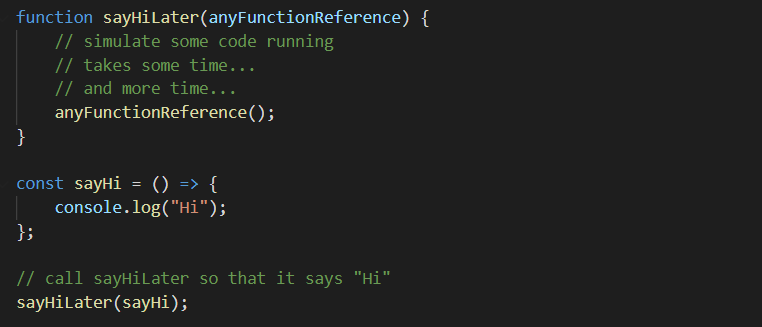 function sayHiLater(anyFunctionReference) {
    // simulate some code running
    // takes some time...
    // and more time...
    anyFunctionReference();
}

const sayHi = () => {
    console.log("Hi");
};

// call sayHiLater so that it says "Hi"
sayHiLater(sayHi);